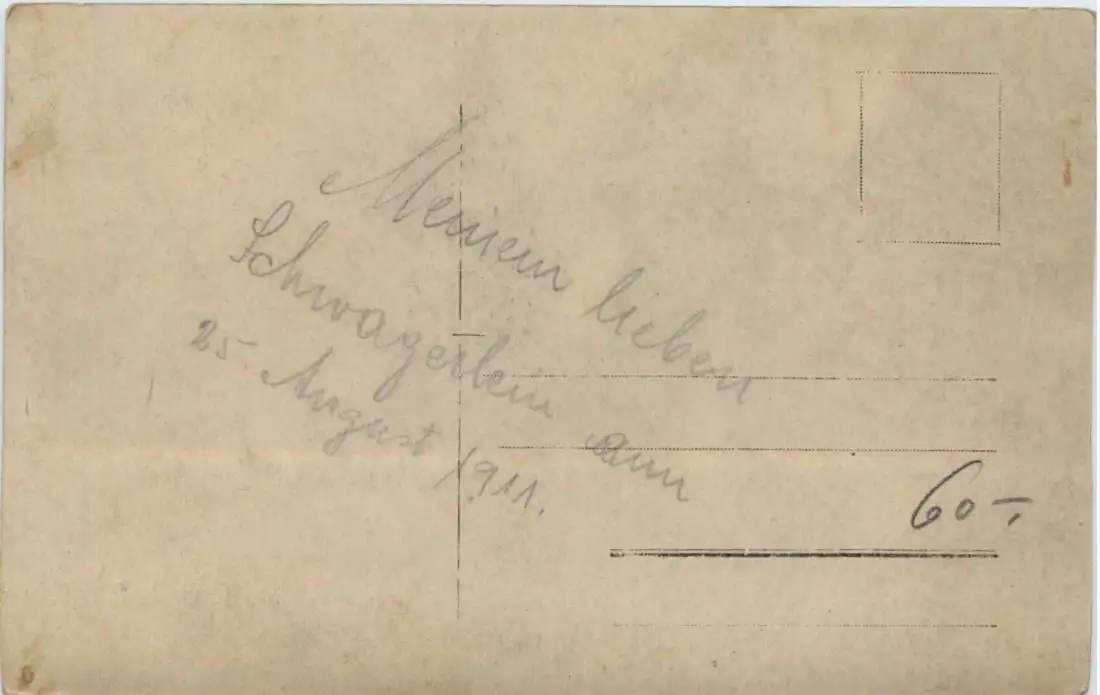 Meinem lieben
Schwagerlein am
25 August 1911.
60-,